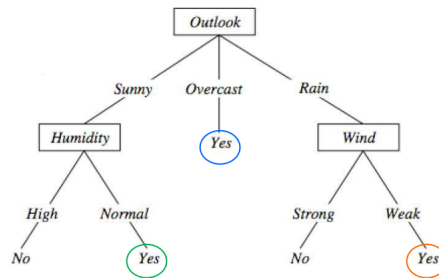 Outlook
Sunny Overcast Rain
Humidity Yes Wind
High Normal Strong Weak
No Yes No Yes